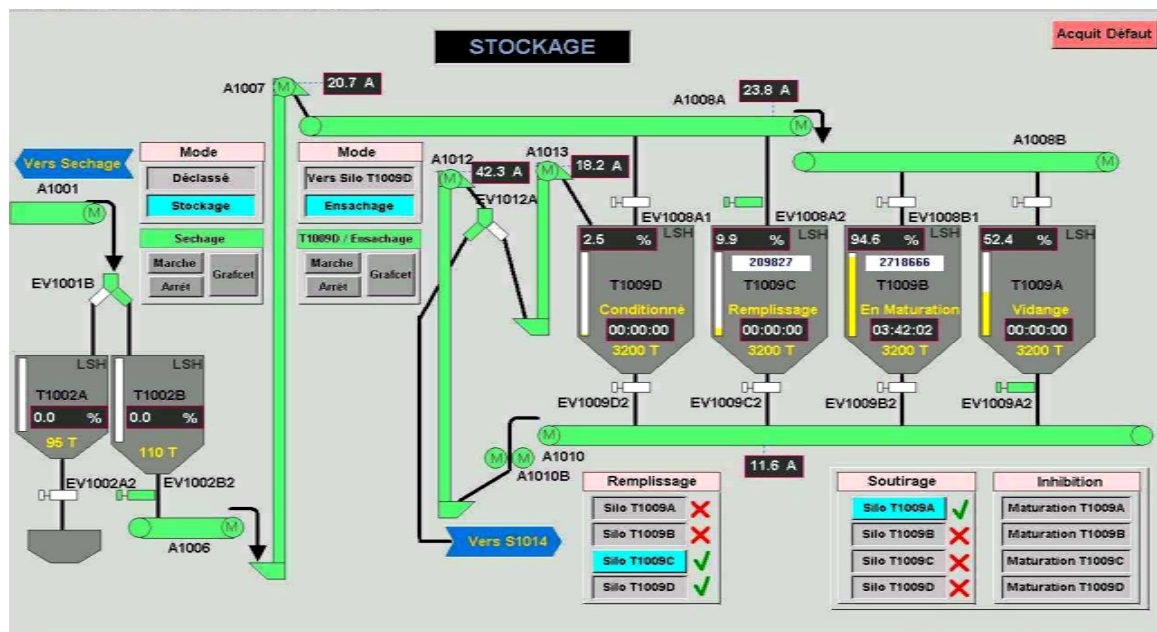 STOCKAGE
Acquit Défaut
A1007
20.7 A
A1008A
23.8 A
A1008B
Vers Sechage
A1001
M
Mode
Déclassé
Stockage
Sechage
Marche
Arrêt
Grafcet
Mode
Vers Silo T1009D
Ensachage
T1009D / Ensachage
Marche
Arrêt
Grafcet
A1012
42.3 A
A1013
18.2 A
EV1012A
EV1008A1
EV1008A2
EV1008B1
EV1001B
2.5 % LSH
T1009D
Conditionné
00:00:00
3200 T
9.9 % LSH
209827
T1009C
Remplissage
00:00:00
3200 T
94.6 % LSH
2718666
T1009B
En Maturation
03:42:02
3200 T
52.4 % LSH
T1009A
Vidange
00:00:00
3200 T
LSH
T1002A
0.0 %
95 T
LSH
T1002B
0.0 %
110 T
EV1002A2
EV1002B2
A1006
M
EV1009D2
EV1009C2
EV1009B2
EV1009A2
M
A1010
M M
A1010B
11.6 A
Vers S1014
Remplissage
Silo T1009A
Silo T1009B
Silo T1009C
Silo T1009D
Soutirage
Silo T1009A
Silo T1009B
Silo T1009C
Silo T1009D
Inhibition
Maturation T1009A
Maturation T1009B
Maturation T1009C
Maturation T1009D